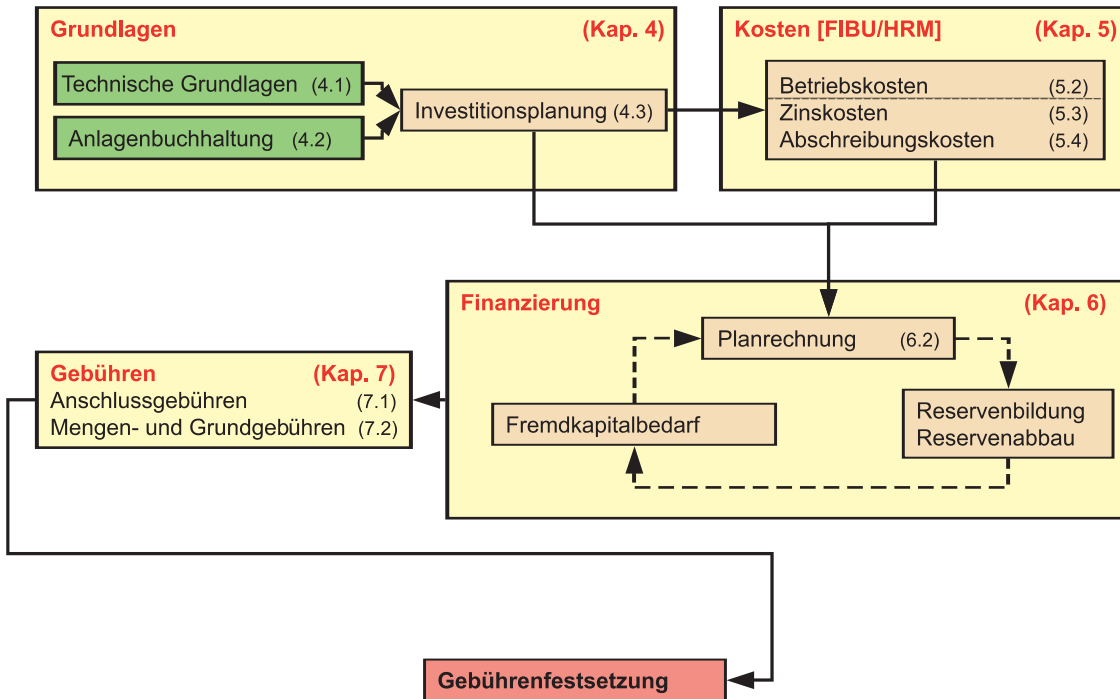 Grundlagen (Kap. 4)
Technische Grundlagen (4.1)
Anlagenbuchhaltung (4.2)
Investitionsplanung (4.3)
Kosten [FIBU/HRM] (Kap. 5)
Betriebskosten (5.2)
Zinskosten (5.3)
Abschreibungskosten (5.4)
Finanzierung (Kap. 6)
Planrechnung (6.2)
Reservenbildung
Reservenabbau
Fremdkapitalbedarf
Gebühren (Kap. 7)
Anschlussgebühren (7.1)
Mengen- und Grundgebühren (7.2)
Gebührenfestsetzung